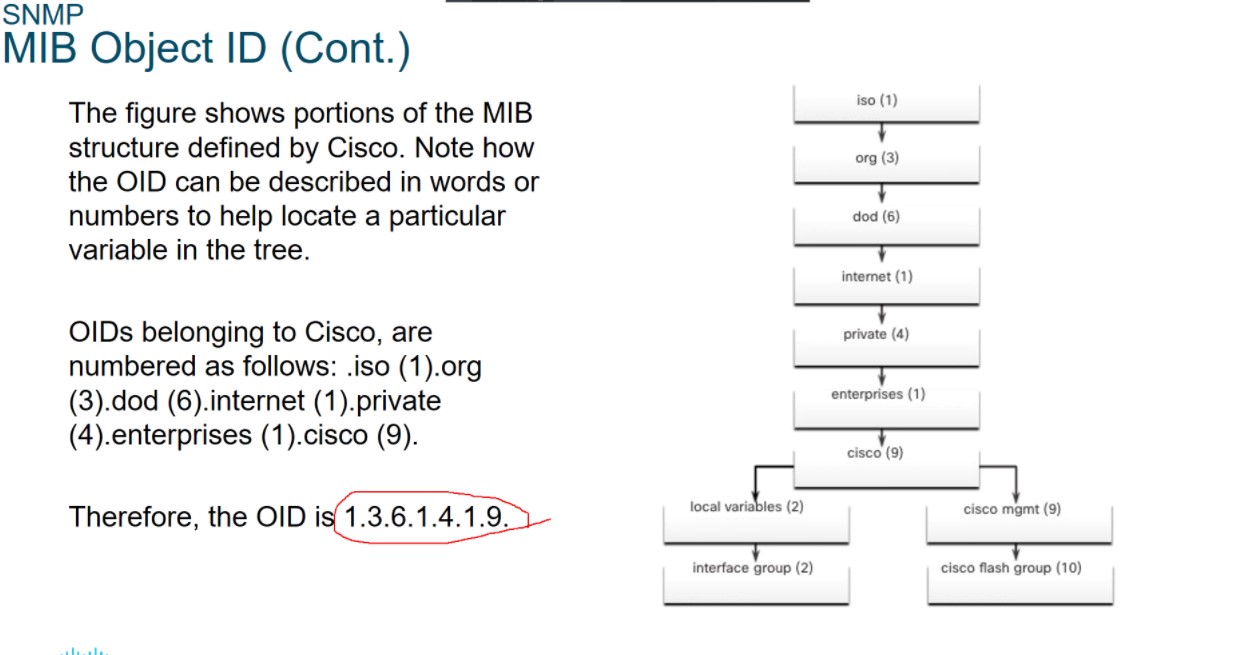 SNMP
MIB Object ID (Cont.)
The figure shows portions of the MIB
structure defined by Cisco. Note how
the OID can be described in words or
numbers to help locate a particular
variable in the tree.
OIDs belonging to Cisco, are
numbered as follows: .iso (1).org
(3).dod (6).internet (1).private
(4).enterprises (1).cisco (9).
Therefore, the OID is 1.3.6.1.4.1.9.
iso (1)
org (3)
dod (6)
internet (1)
private (4)
enterprises (1)
cisco (9)
local variables (2)
cisco mgmt (9)
interface group (2)
cisco flash group (10)